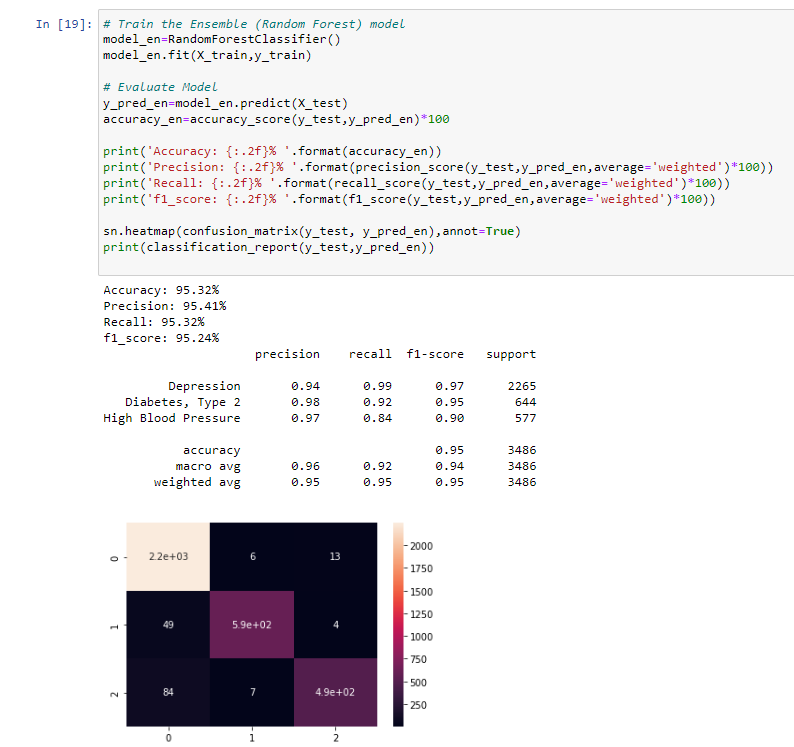 In [19]: # Train the Ensemble (Random Forest) model
model_en=RandomForestClassifier()
model_en.fit(X_train,y_train)
# Evaluate Model
y_pred_en=model_en.predict(X_test)
accuracy_en=accuracy_score(y_test,y_pred_en)*100
print('Accuracy: {:.2f}% '.format(accuracy_en))
print('Precision: {:.2f}% '.format(precision_score(y_test,y_pred_en,average='weighted')*100))
print('Recall: {:.2f}% '.format(recall_score(y_test,y_pred_en,average='weighted')*100))
print('f1_score: {:.2f}% '.format(f1_score(y_test,y_pred_en,average='weighted')*100))
sn.heatmap(confusion_matrix(y_test, y_pred_en),annot=True)
print(classification_report(y_test,y_pred_en))
Accuracy: 95.32%
Precision: 95.41%
Recall: 95.32%
f1_score: 95.24%
precision recall f1-score support
Depression 0.94 0.99 0.97 2265
Diabetes, Type 2 0.98 0.92 0.95 644
High Blood Pressure 0.97 0.84 0.90 577
accuracy 0.95 3486
macro avg 0.96 0.92 0.94 3486
weighted avg 0.95 0.95 0.95 3486
0 2.2e+03 6 13
1 49 5.9e+02 4
2 84 7 4.9e+02
0 1 2
2000
1750
1500
1250
1000
750
500
250